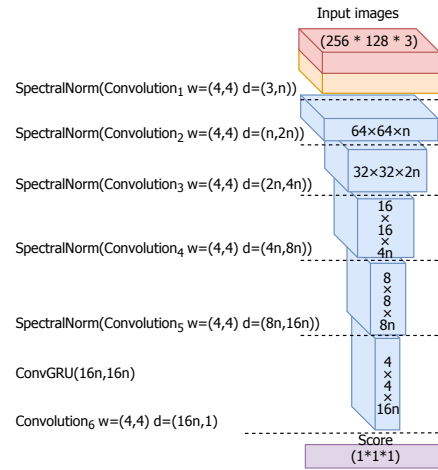 Input images
(256 * 128 * 3)
SpectralNorm(Convolution₁ w=(4,4) d=(3,n))
SpectralNorm(Convolution₂ w=(4,4) d=(n,2n))
64×64×n
SpectralNorm(Convolution₃ w=(4,4) d=(2n,4n))
32×32×2n
16
×
16
×
4n
SpectralNorm(Convolution₄ w=(4,4) d=(4n,8n))
8
×
8
×
8n
SpectralNorm(Convolution₅ w=(4,4) d=(8n,16n))
ConvGRU(16n,16n)
4
×
4
×
16n
Convolution₆ w=(4,4) d=(16n,1)
Score
(1*1*1)